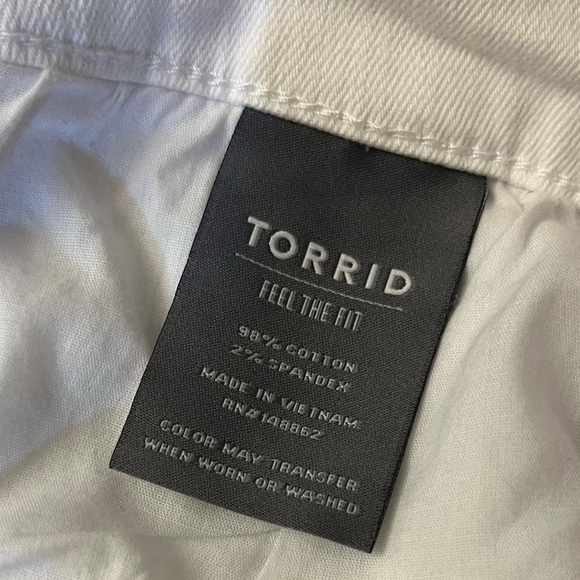 TORRID
FEEL THE FIT
98% COTTON
2% SPANDEX
MADE IN VIETNAM
RN# 148862
COLOR MAY TRANSFER
WHEN WORN OR WASHED